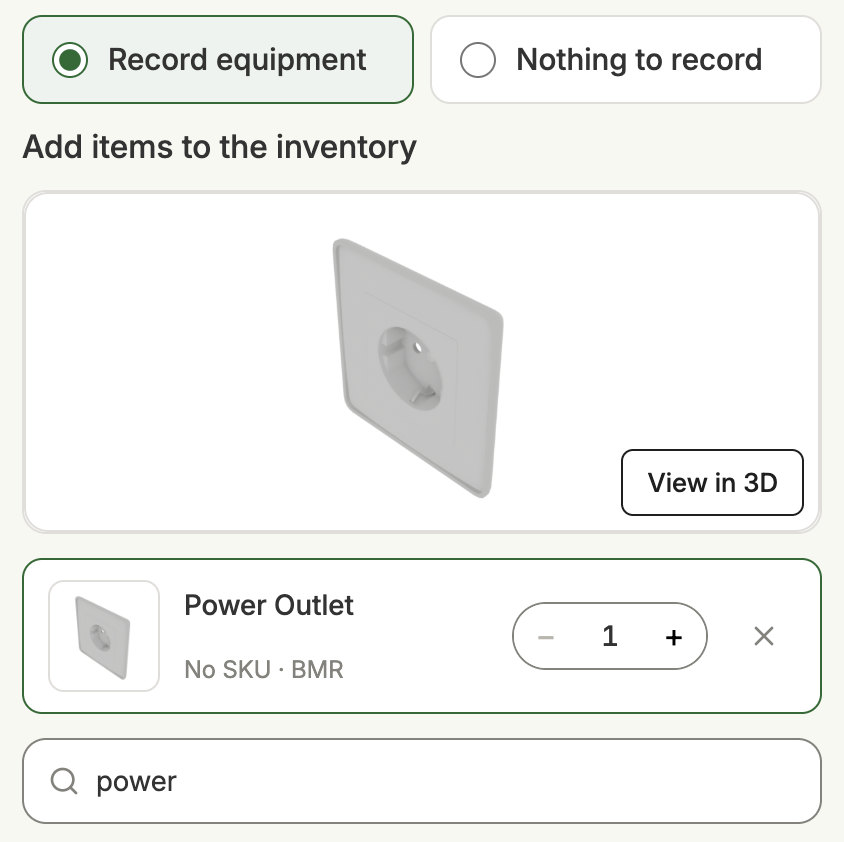 Record equipment
Nothing to record
Add items to the inventory
View in 3D
Power Outlet
1
No SKU · BMR
power